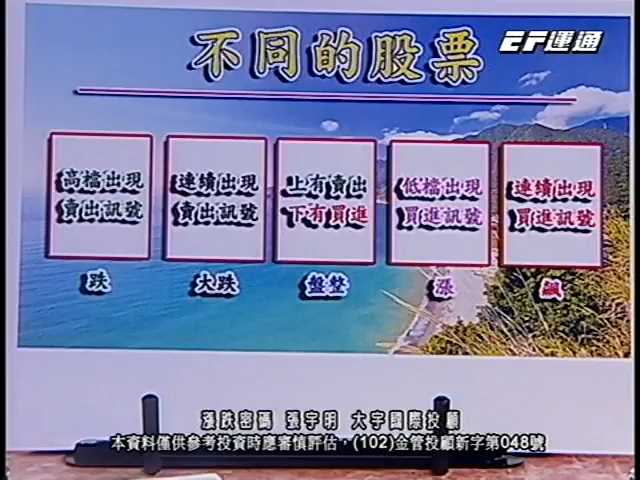 EF運通
不同的股票
高檔出現
賣出訊號
連續出現
賣出訊號
上有賣出
下有買進
低檔出現
買進訊號
連續出現
買進訊號
跌
大跌
盤整
漲
飆
漲跌密碼 張宇明 大宇國際投顧
本資料僅供參考投資時應審慎評估，(102)金管投顧新字第048號